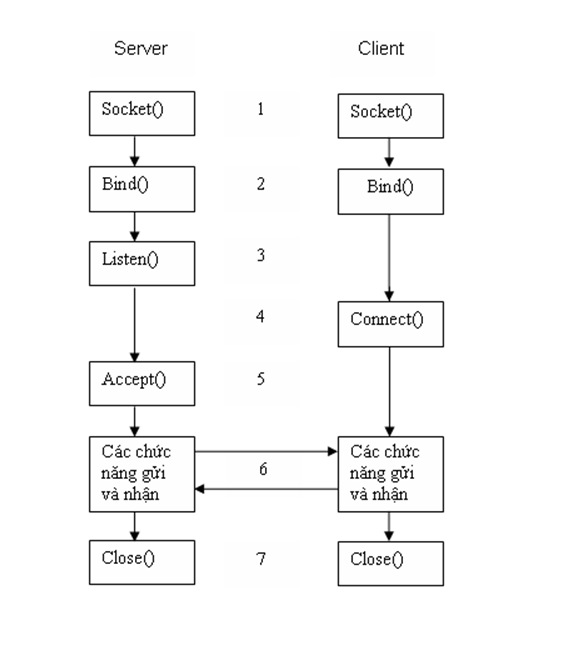 Server
Client
Socket()
1
Socket()
Bind()
2
Bind()
Listen()
3
4
Connect()
Accept()
5
Các chức
năng gửi
và nhận
6
Các chức
năng gửi
và nhận
Close()
7
Close()